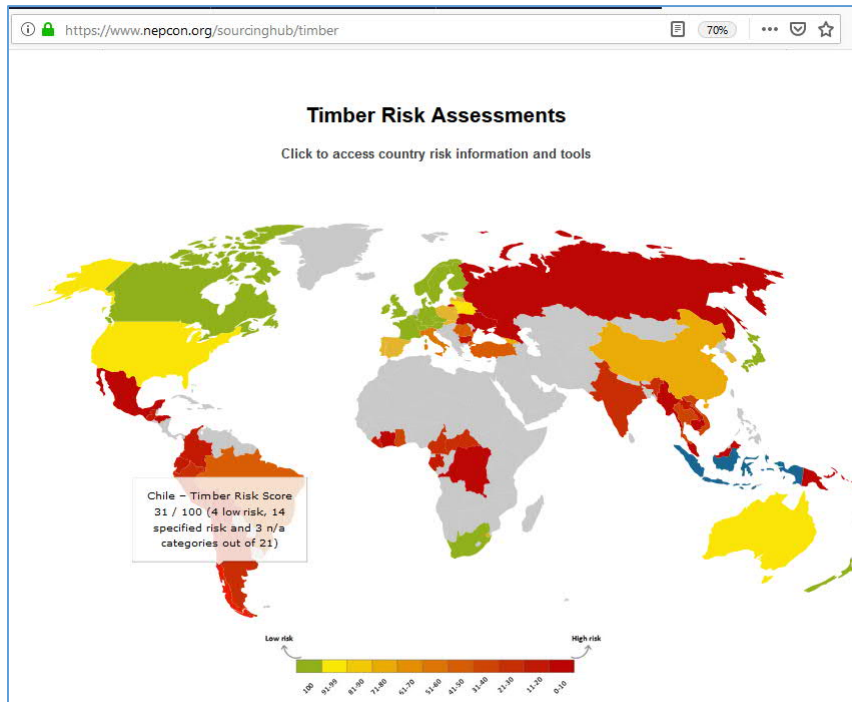 https://www.nepcon.org/sourcinghub/timber
70%
Timber Risk Assessments
Click to access country risk information and tools
Chile – Timber Risk Score
31 / 100 (4 low risk, 14
specified risk and 3 n/a
categories out of 21)
Low risk
High risk
100
91-99
81-90
71-80
61-70
51-60
41-50
31-40
21-30
11-20
0-10